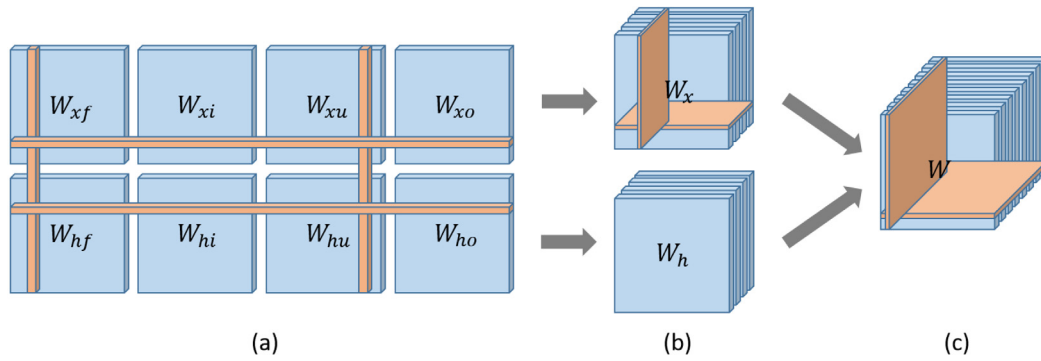 W_xf W_xi W_xu W_xo
W_hf W_hi W_hu W_ho
W_x
W_h
W
(a) (b) (c)